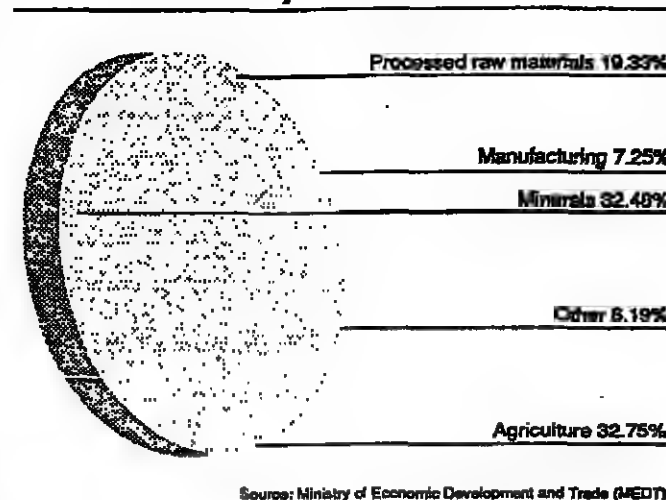 Processed raw materials 19.33%
Manufacturing 7.25%
Minerals 32.48%
Other 8.19%
Agriculture 32.75%
Source: Ministry of Economic Development and Trade (MEDT)